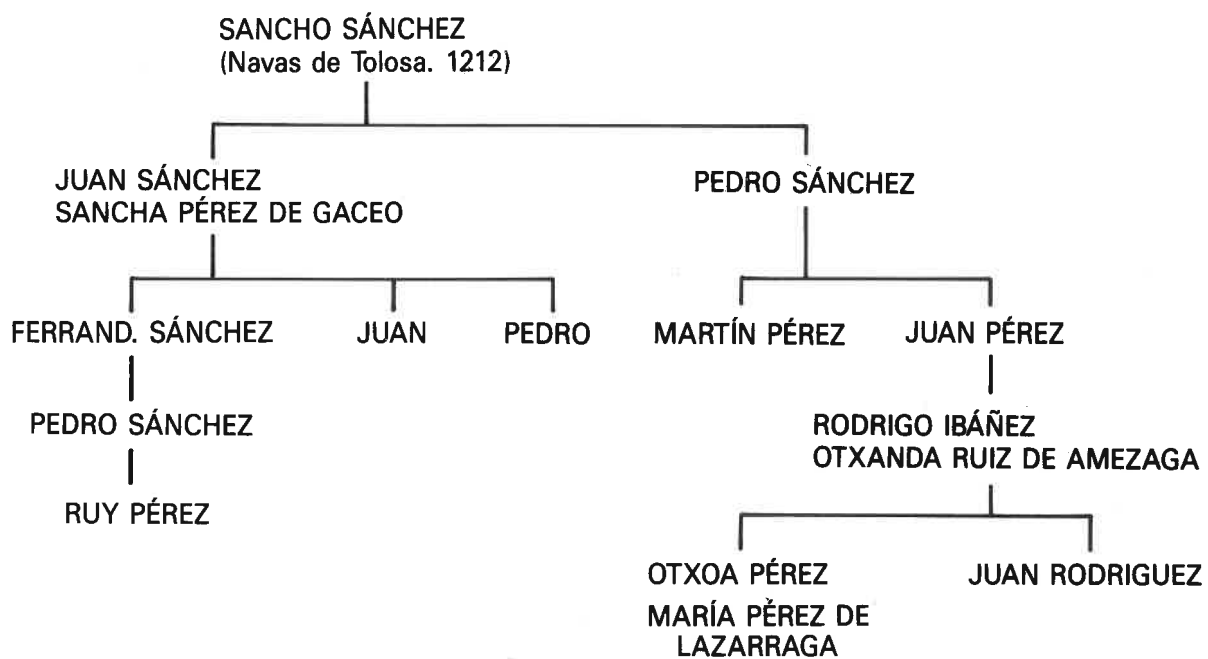 SANCHO SÁNCHEZ
(Navas de Tolosa. 1212)
JUAN SÁNCHEZ
SANCHA PÉREZ DE GACEO
PEDRO SÁNCHEZ
FERRAND. SÁNCHEZ
JUAN
PEDRO
MARTÍN PÉREZ
JUAN PÉREZ
PEDRO SÁNCHEZ
RODRIGO IBÁÑEZ
OTXANDA RUIZ DE AMEZAGA
RUY PÉREZ
OTXOA PÉREZ
MARÍA PÉREZ DE
LAZARRAGA
JUAN RODRIGUEZ